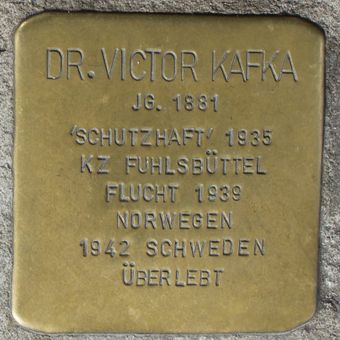 DR. VICTOR KAFKA
JG. 1881
'SCHUTZHAFT' 1935
KZ FUHLSBÜTTEL
FLUCHT 1939
NORWEGEN
1942 SCHWEDEN
ÜBERLEBT